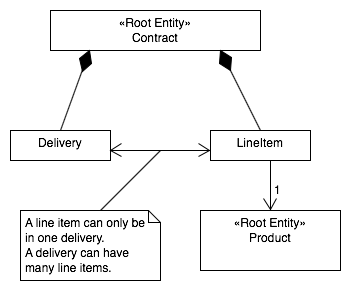 «Root Entity»
Contract
Delivery
LineItem
1
A line item can only be
in one delivery.
A delivery can have
many line items.
«Root Entity»
Product